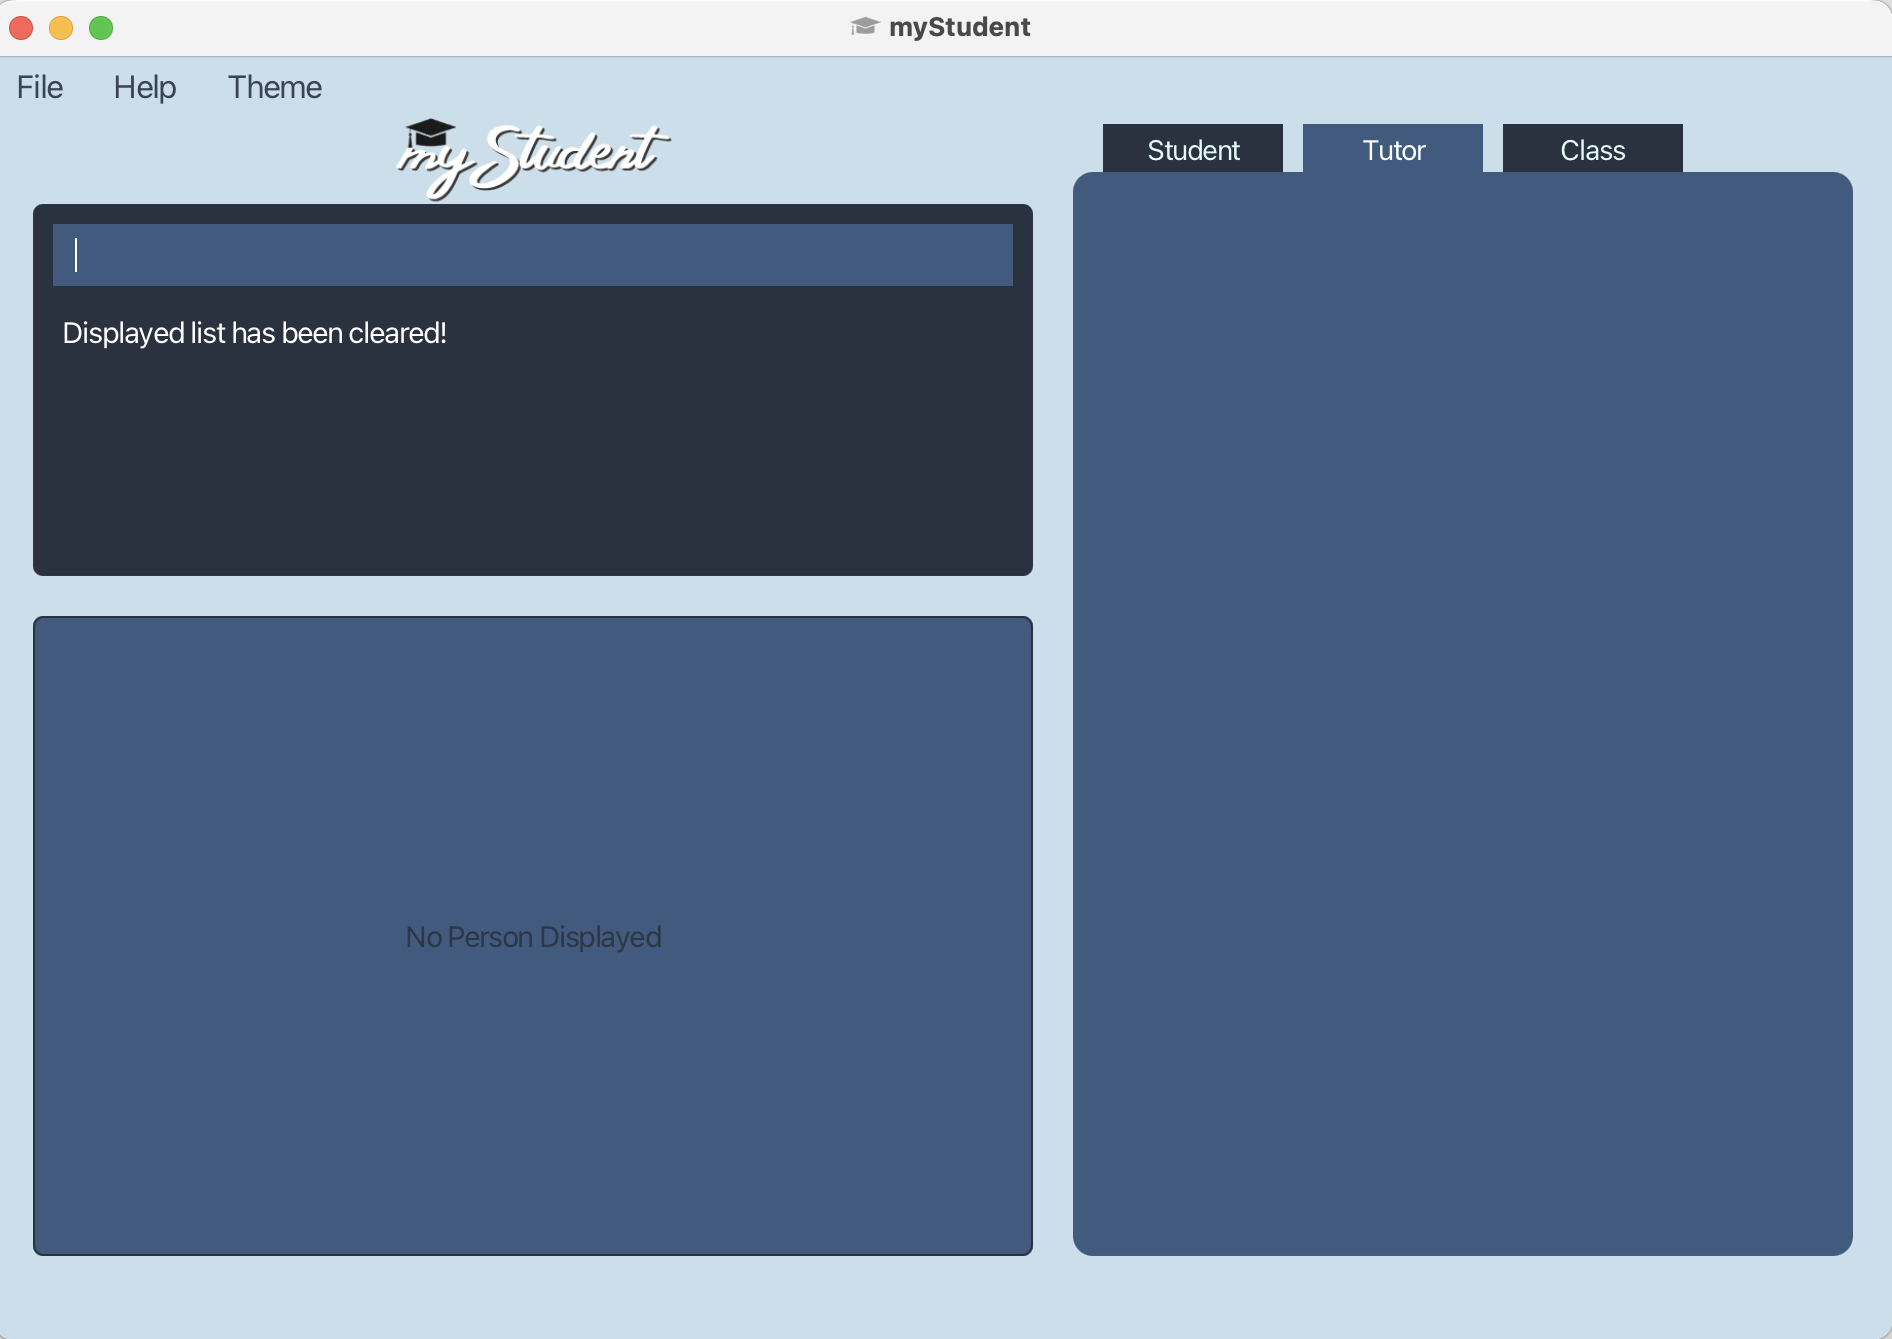 myStudent
File Help Theme
myStudent
Student Tutor Class
Displayed list has been cleared!
No Person Displayed